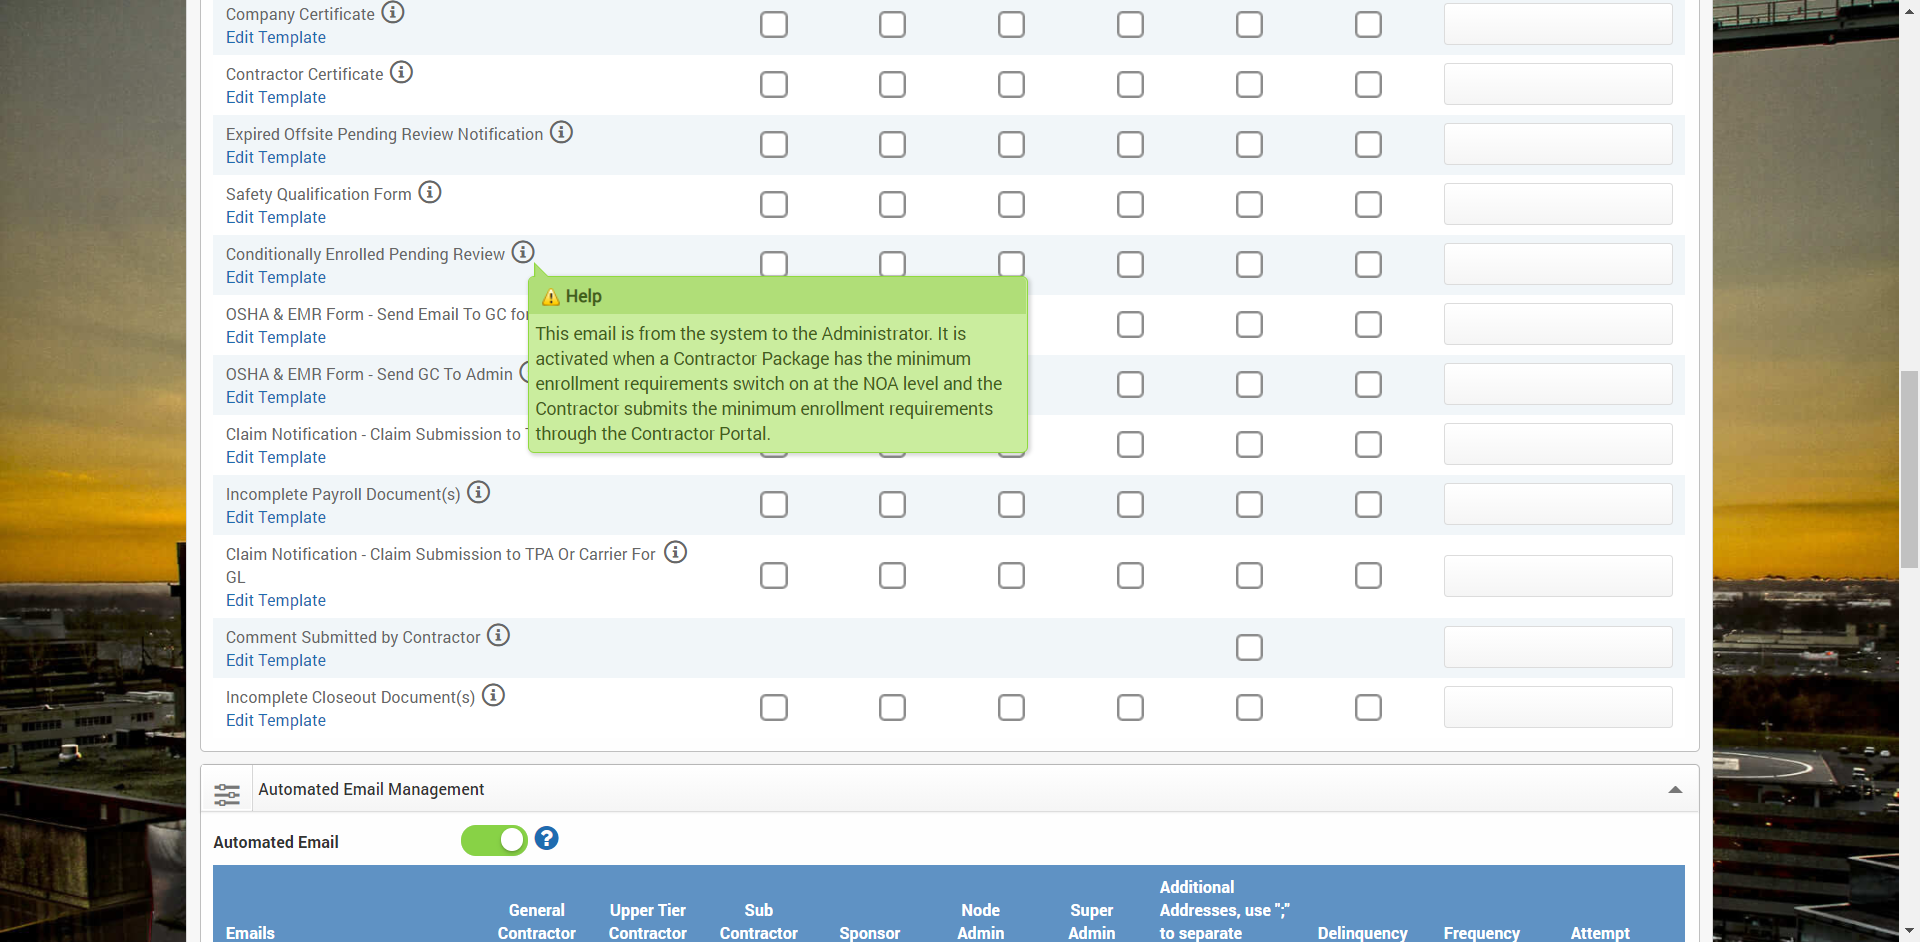 Company Certificate
Edit Template
Contractor Certificate
Edit Template
Expired Offsite Pending Review Notification
Edit Template
Safety Qualification Form
Edit Template
Conditionally Enrolled Pending Review
Edit Template
OSHA & EMR Form - Send Email To GC for
Edit Template
OSHA & EMR Form - Send GC To Admin
Edit Template
Claim Notification - Claim Submission to
Edit Template
Help
This email is from the system to the Administrator. It is
activated when a Contractor Package has the minimum
enrollment requirements switch on at the NOA level and the
Contractor submits the minimum enrollment requirements
through the Contractor Portal.
Incomplete Payroll Document(s)
Edit Template
Claim Notification - Claim Submission to TPA Or Carrier For
GL
Edit Template
Comment Submitted by Contractor
Edit Template
Incomplete Closeout Document(s)
Edit Template
Automated Email Management
Automated Email
Emails
General
Contractor
Upper Tier
Contractor
Sub
Contractor
Sponsor
Node
Admin
Super
Admin
Additional
Addresses, use ";"
to separate
Delinquency
Frequency
Attempt